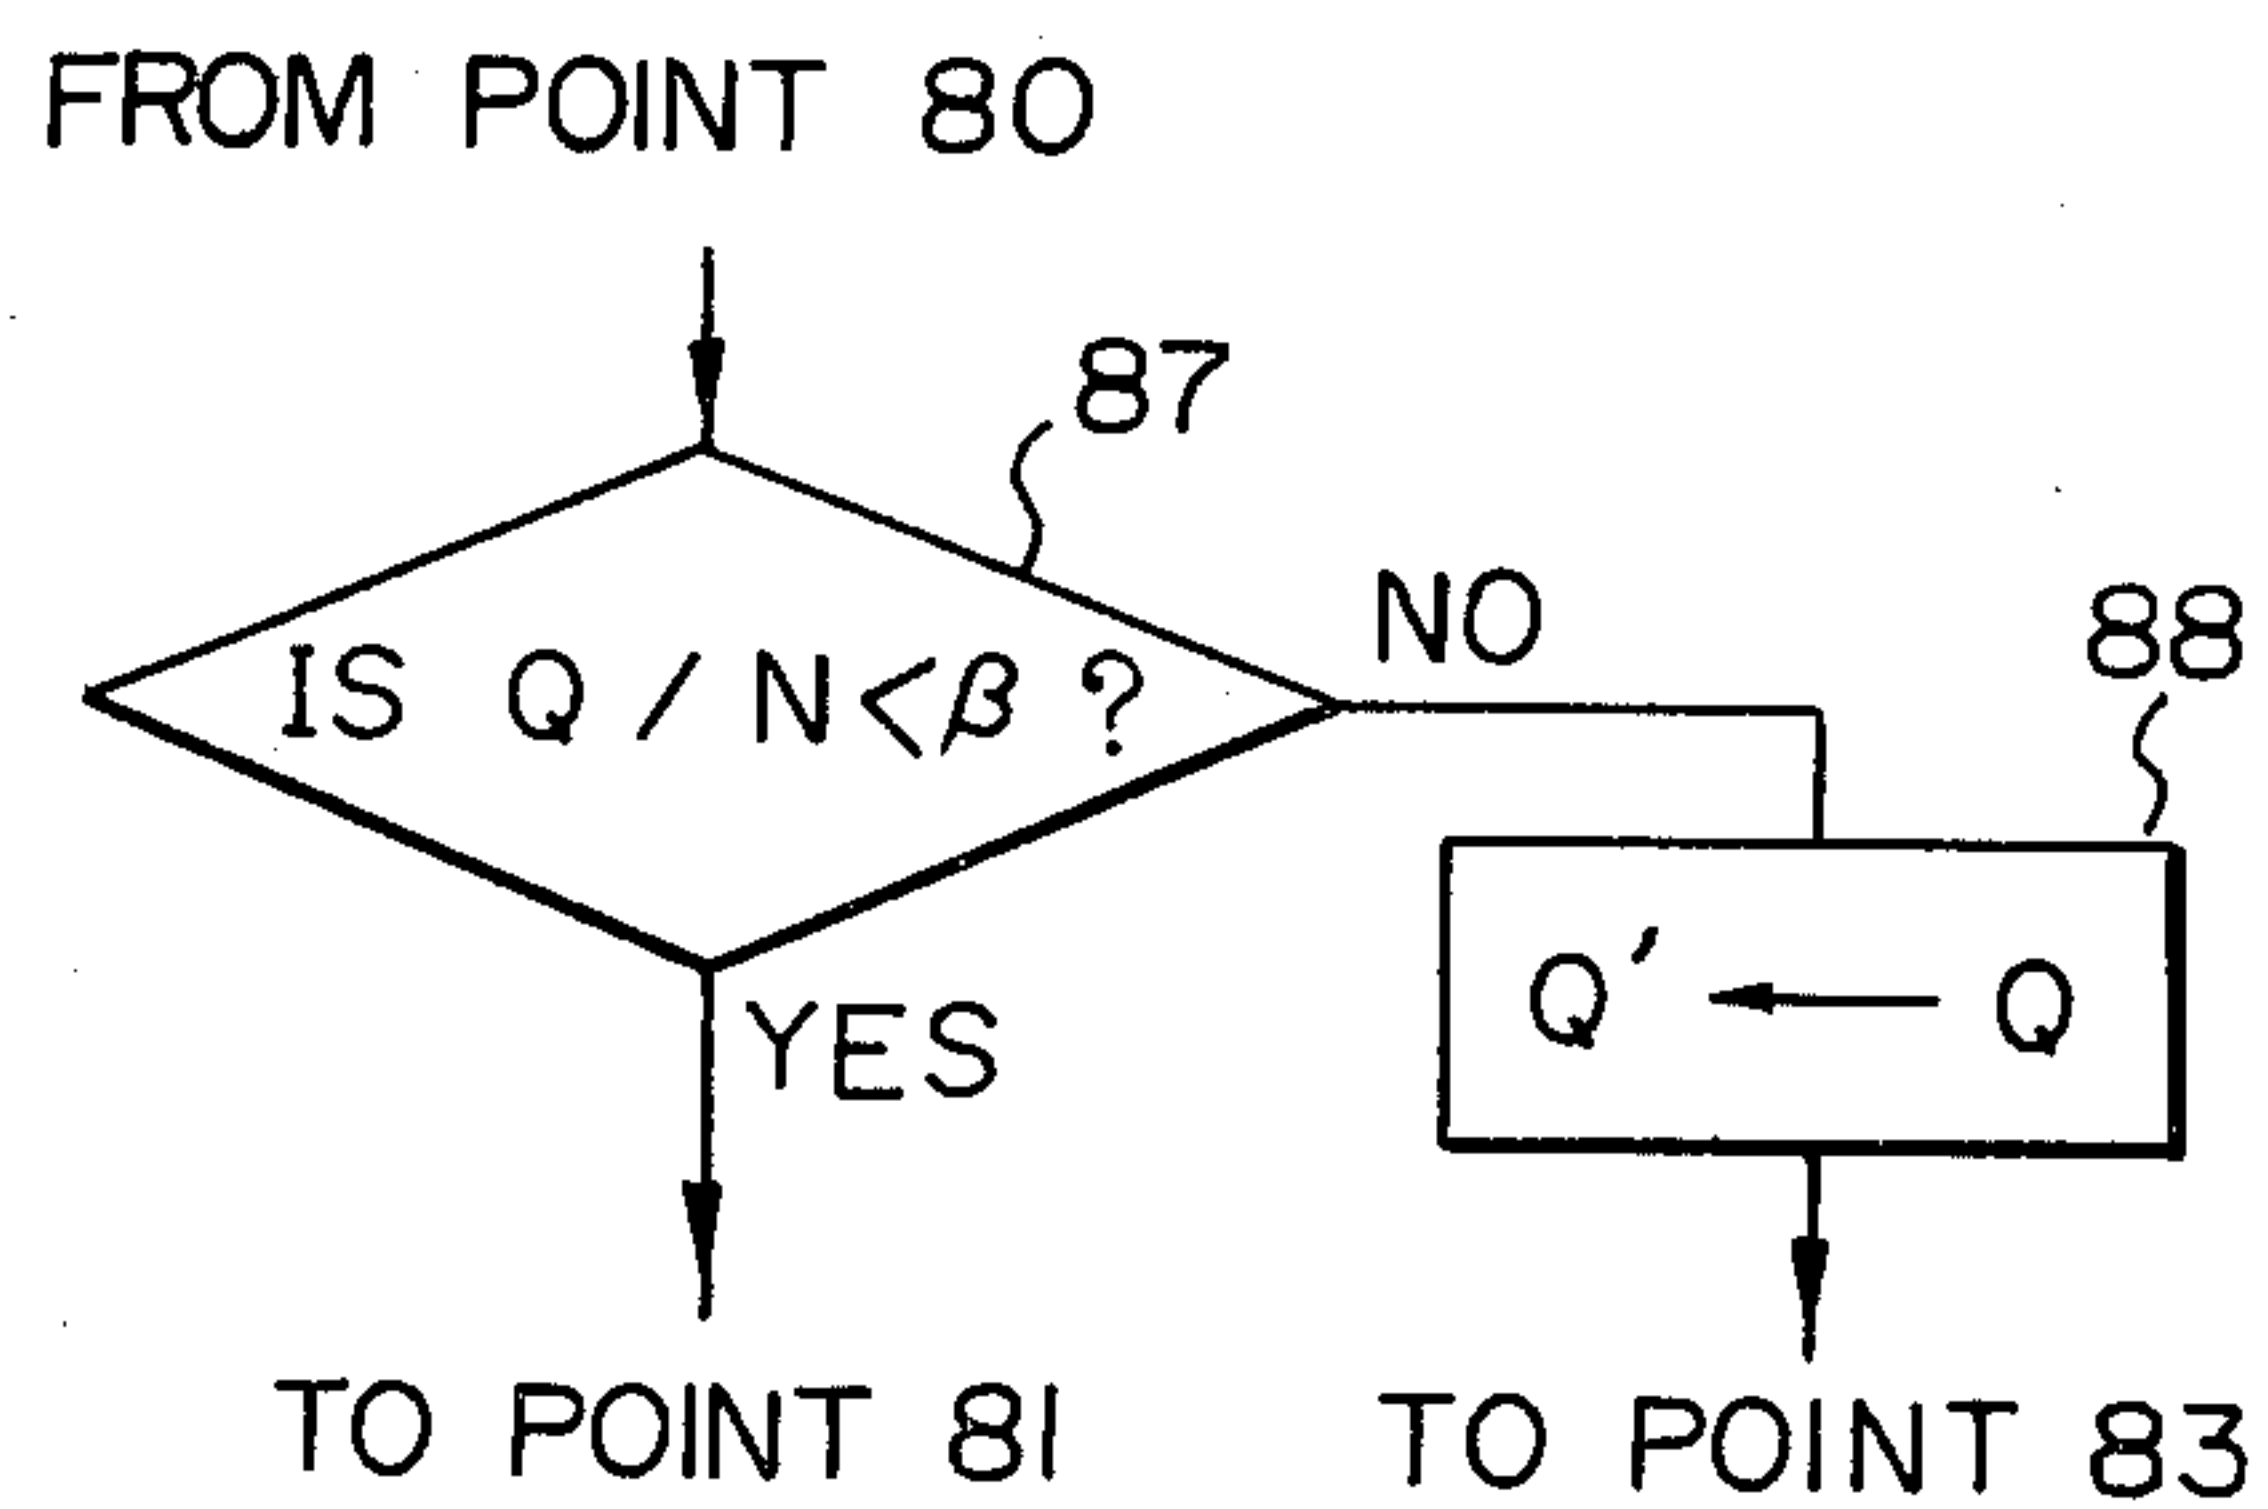 FROM POINT 80
87
IS Q / N<β ?
NO
88
Q' ← Q
YES
TO POINT 81
TO POINT 83